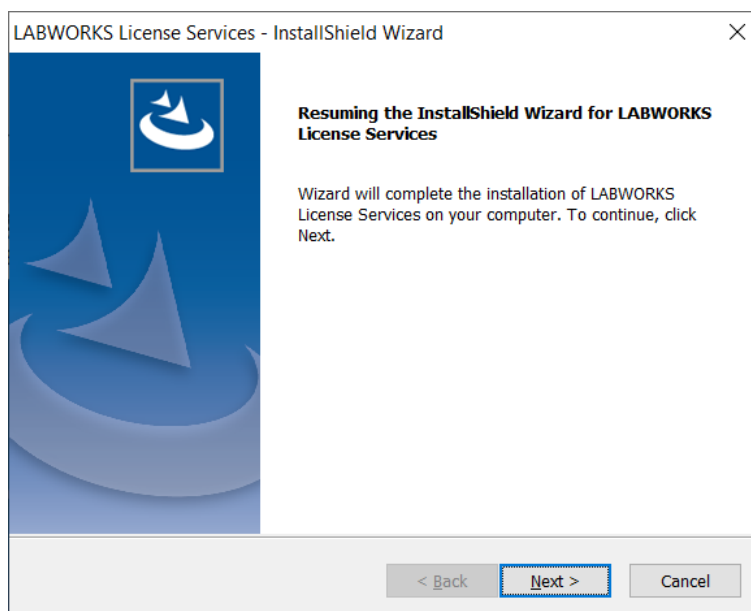 LABWORKS License Services - InstallShield Wizard
Resuming the InstallShield Wizard for LABWORKS
License Services
Wizard will complete the installation of LABWORKS
License Services on your computer. To continue, click
Next.
< Back
Next >
Cancel